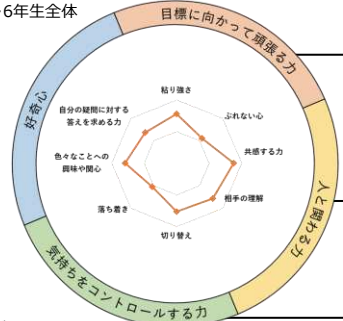 6年生全体
目標に向かって頑張る力
粘り強さ
自分の疑問に対する
答えを求める力
ぶれない心
好奇心
色々なことへの
興味や関心
共感する力
人と関わる力
相手の理解
落ち着き
切り替え
気持ちをコントロールする力